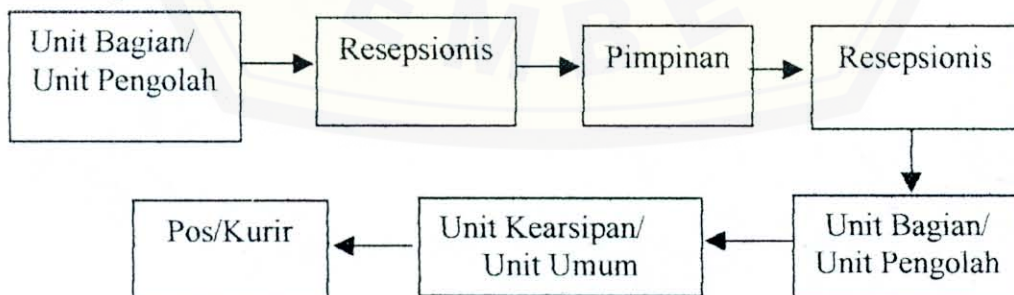 Unit Bagian/
Unit Pengolah
Resepsionis
Pimpinan
Resepsionis
Unit Bagian/
Unit Pengolah
Unit Kearsipan/
Unit Umum
Pos/Kurir